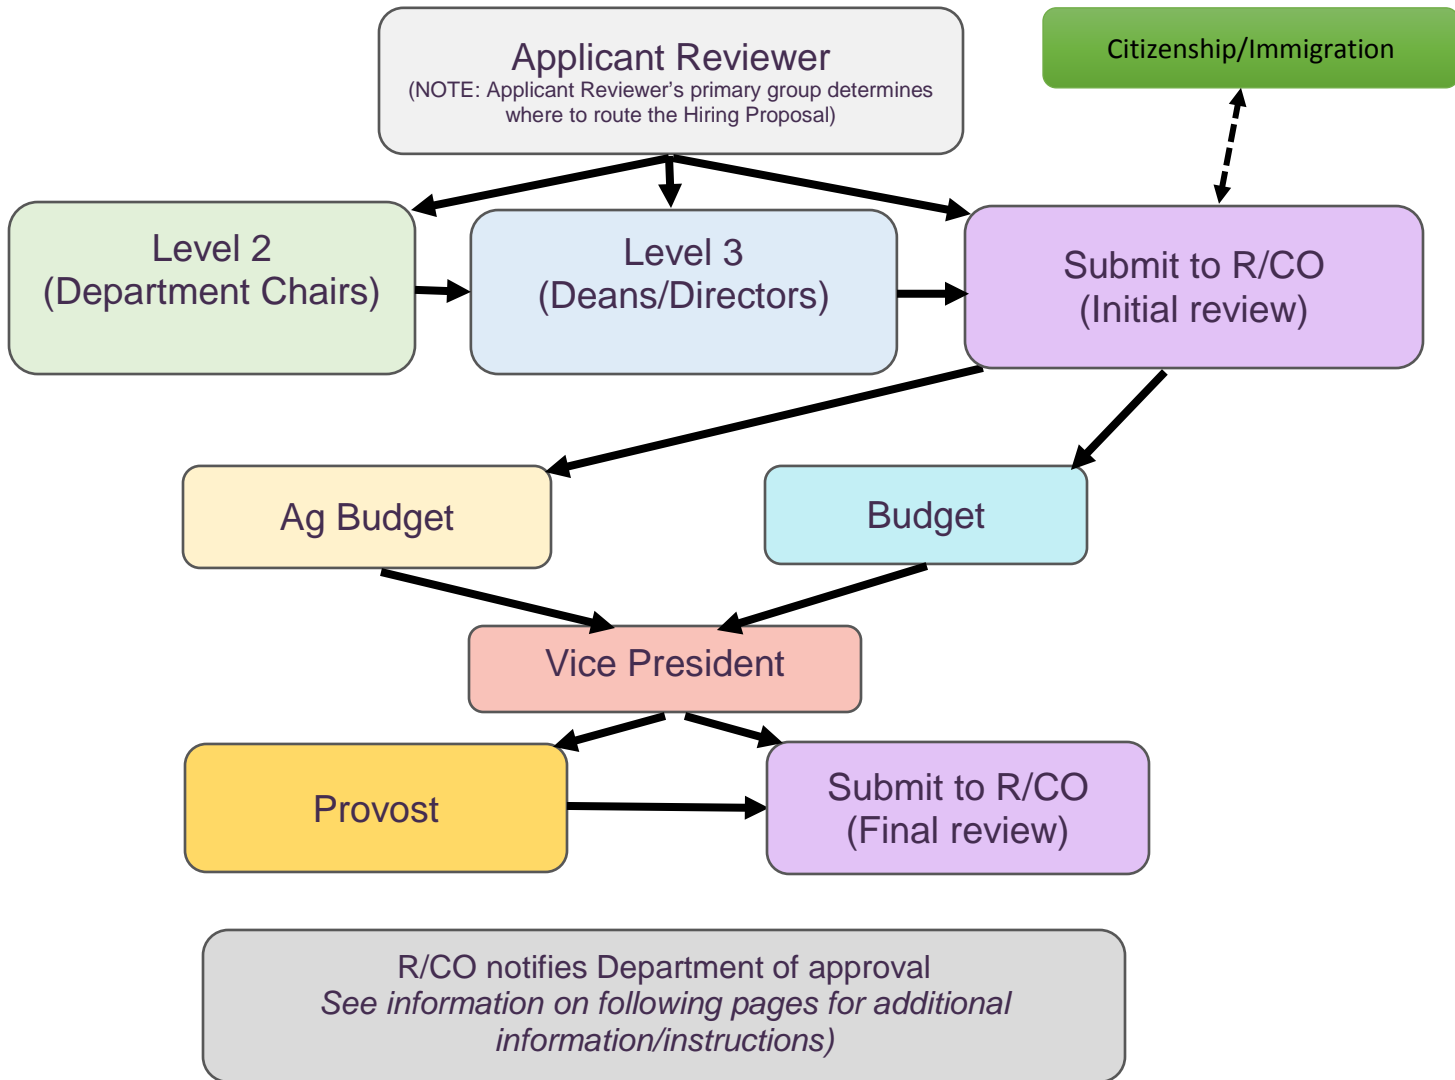 Applicant Reviewer
(NOTE: Applicant Reviewer's primary group determines
where to route the Hiring Proposal)
Citizenship/Immigration
Level 2
(Department Chairs)
Level 3
(Deans/Directors)
Submit to R/CO
(Initial review)
Ag Budget
Budget
Vice President
Provost
Submit to R/CO
(Final review)
R/CO notifies Department of approval
See information on following pages for additional
information/instructions)